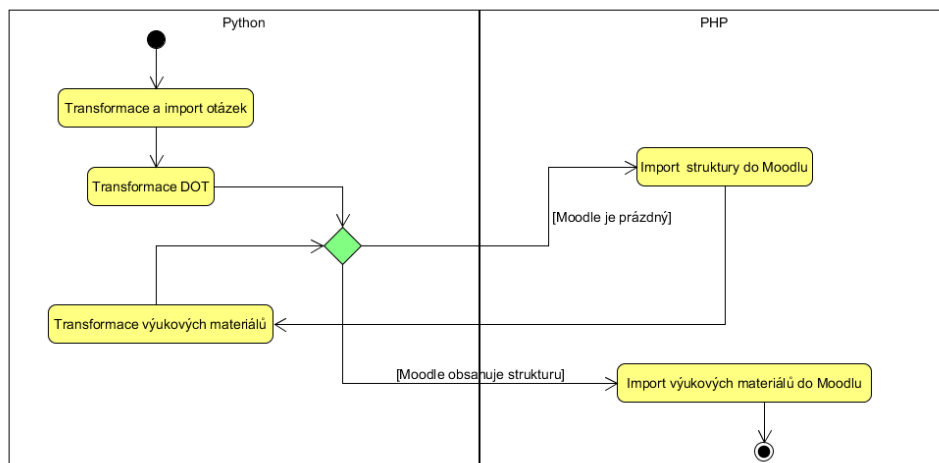 Python
PHP
Transformace a import otázek
Transformace DOT
Import struktury do Moodlu
[Moodle je prázdný]
Transformace výukových materiálů
[Moodle obsahuje strukturu]
Import výukových materiálů do Moodlu